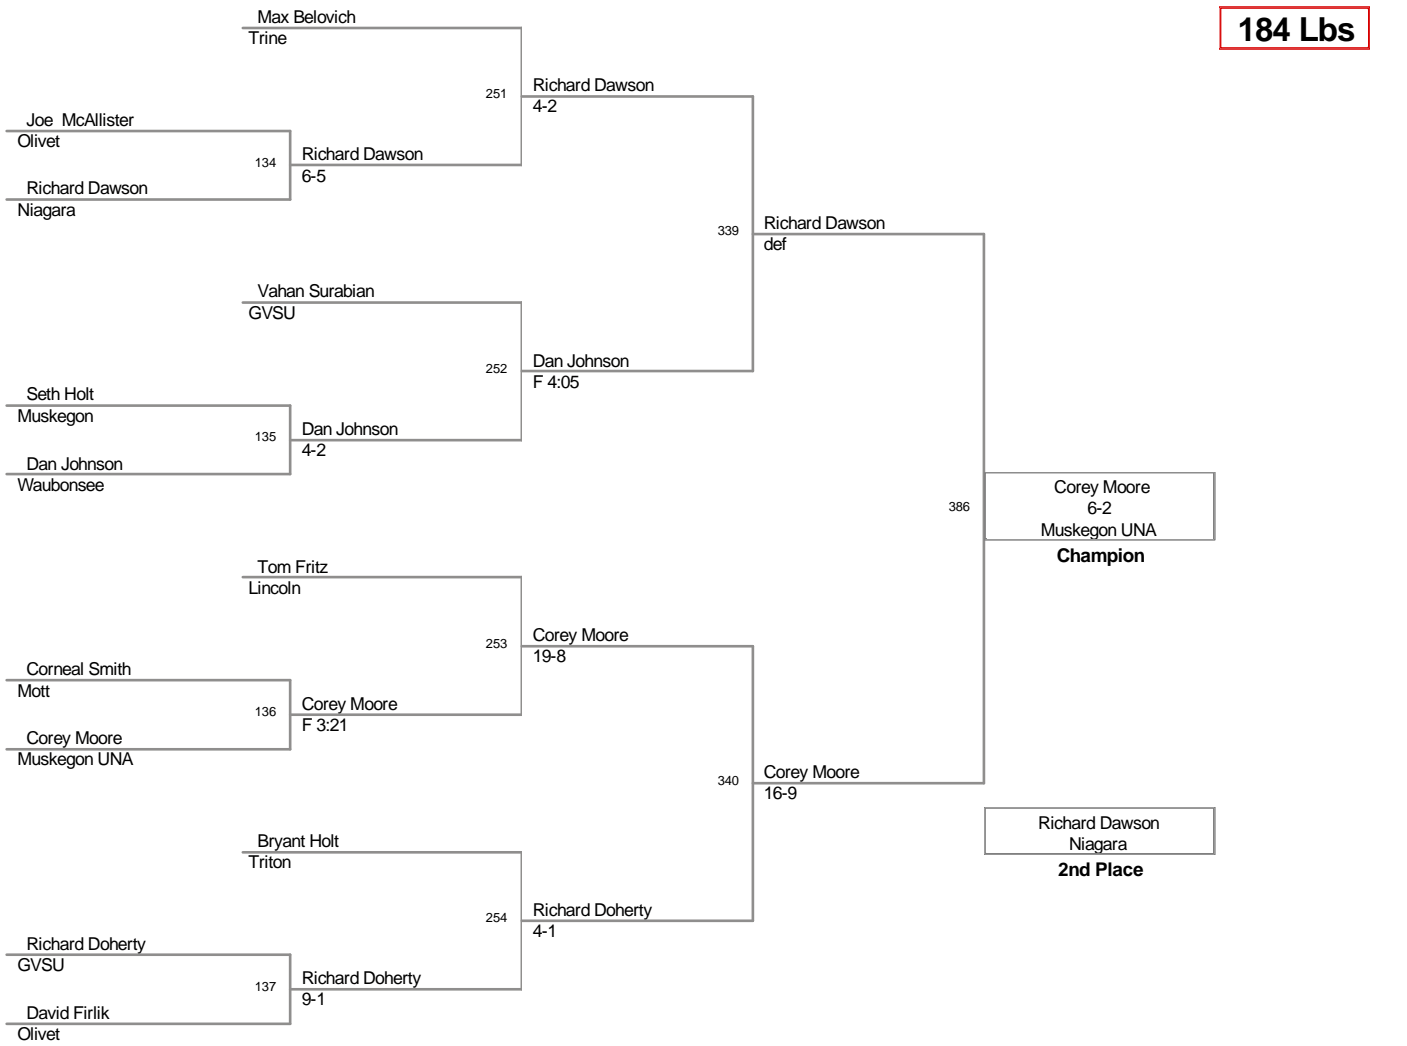 Max Belovich
Trine
184 Lbs
251
Richard Dawson
4-2
Joe McAllister
Olivet
134
Richard Dawson
6-5
Richard Dawson
Niagara
339
Richard Dawson
def
Vahan Surabian
GVSU
252
Dan Johnson
F 4:05
Seth Holt
Muskegon
135
Dan Johnson
4-2
Dan Johnson
Waubonsee
386
Corey Moore
6-2
Muskegon UNA
Champion
Tom Fritz
Lincoln
253
Corey Moore
19-8
Corneal Smith
Mott
136
Corey Moore
F 3:21
Corey Moore
Muskegon UNA
340
Corey Moore
16-9
Richard Dawson
Niagara
2nd Place
Bryant Holt
Triton
254
Richard Doherty
4-1
Richard Doherty
GVSU
137
Richard Doherty
9-1
David Firlik
Olivet